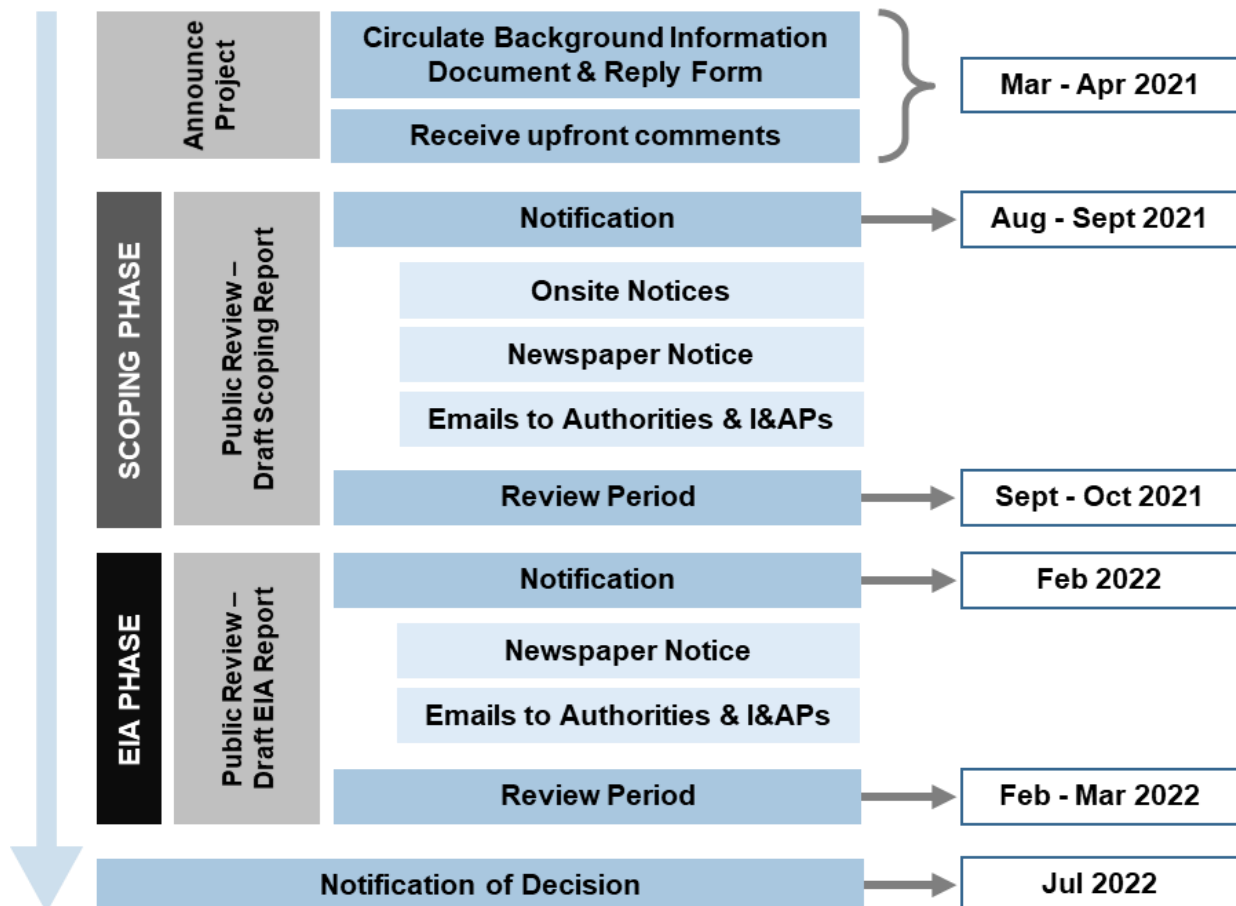 Announce
Project
Circulate Background Information
Document & Reply Form
Receive upfront comments
Mar - Apr 2021
SCOPING PHASE
Public Review –
Draft Scoping Report
Notification
Aug - Sept 2021
Onsite Notices
Newspaper Notice
Emails to Authorities & I&APs
Review Period
Sept - Oct 2021
EIA PHASE
Public Review –
Draft EIA Report
Notification
Feb 2022
Newspaper Notice
Emails to Authorities & I&APs
Review Period
Feb - Mar 2022
Notification of Decision
Jul 2022